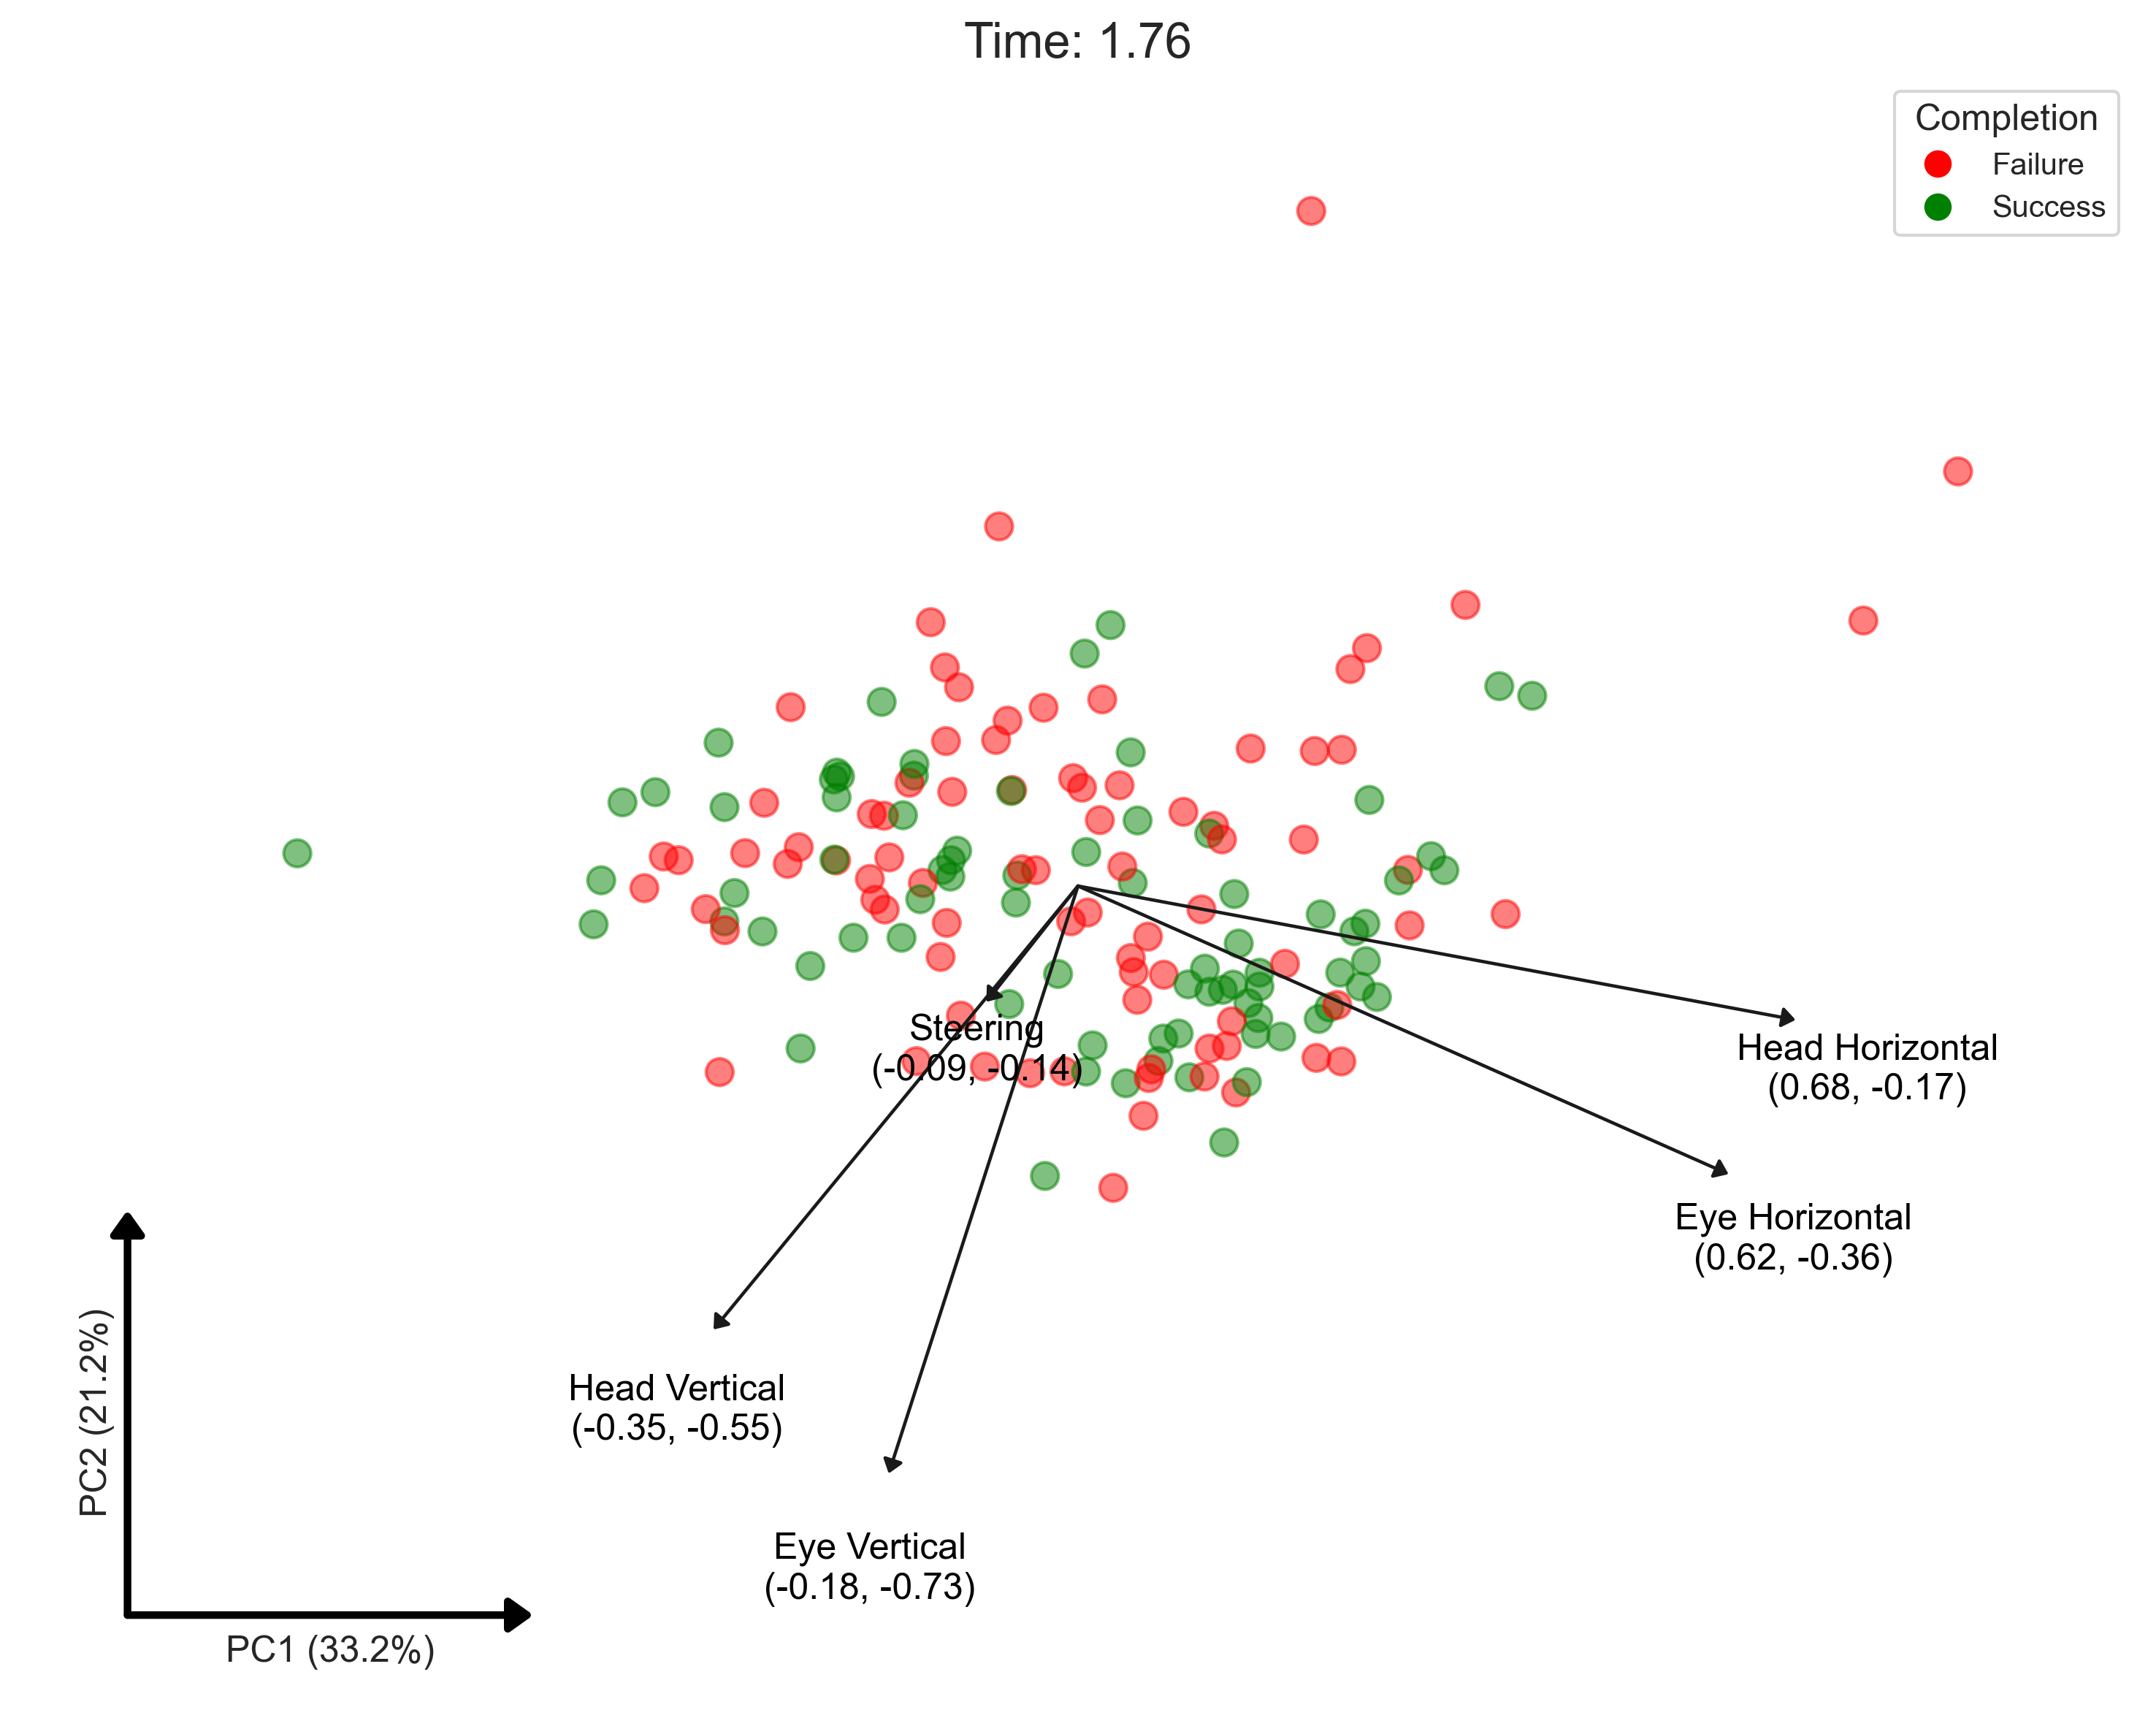 Time: 1.76
Completion
Failure
Success
Steering
(-0.09, -0.14)
Head Horizontal
(0.68, -0.17)
Eye Horizontal
(0.62, -0.36)
Head Vertical
(-0.35, -0.55)
Eye Vertical
(-0.18, -0.73)
PC2 (21.2%)
PC1 (33.2%)